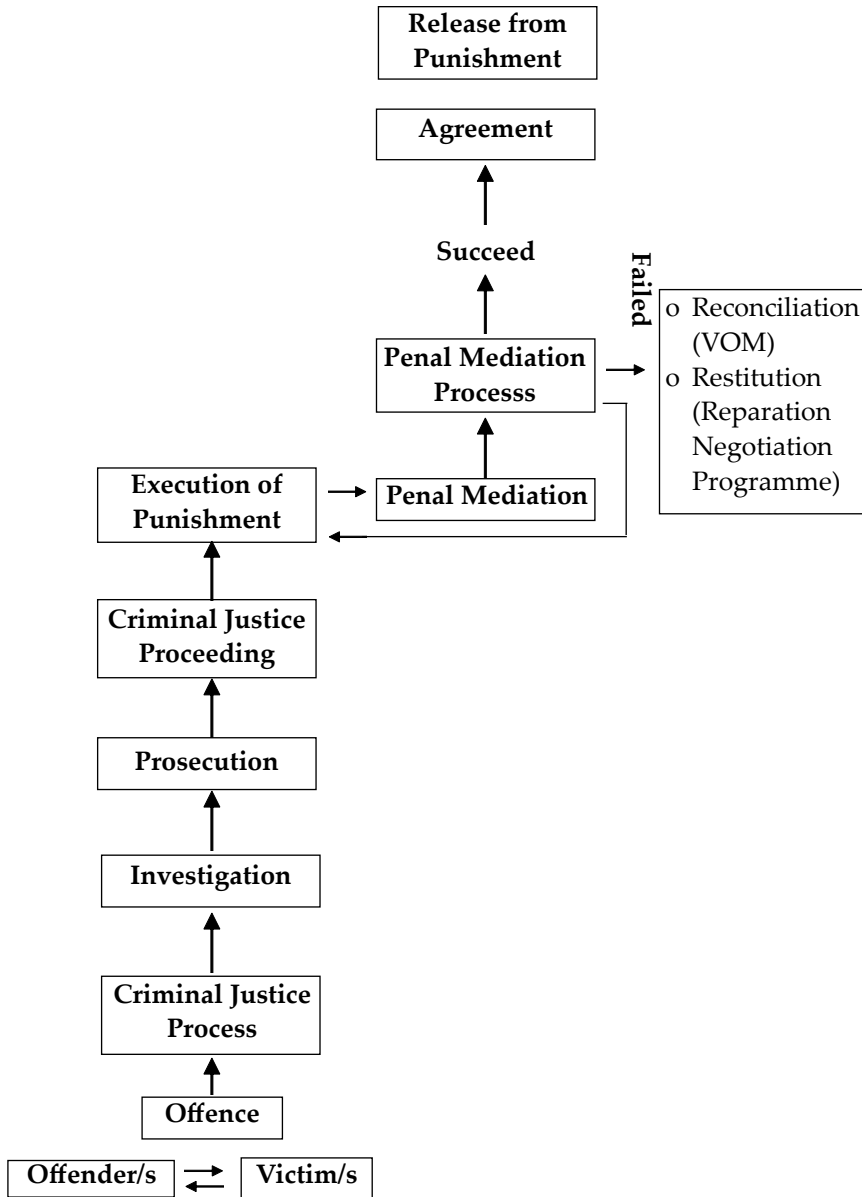 Release from
Punishment
Agreement
Succeed
Failed
Penal Mediation
Processs
o Reconciliation
(VOM)
o Restitution
(Reparation
Negotiation
Programme)
Execution of
Punishment
Penal Mediation
Criminal Justice
Proceeding
Prosecution
Investigation
Criminal Justice
Process
Offence
Offender/s
Victim/s